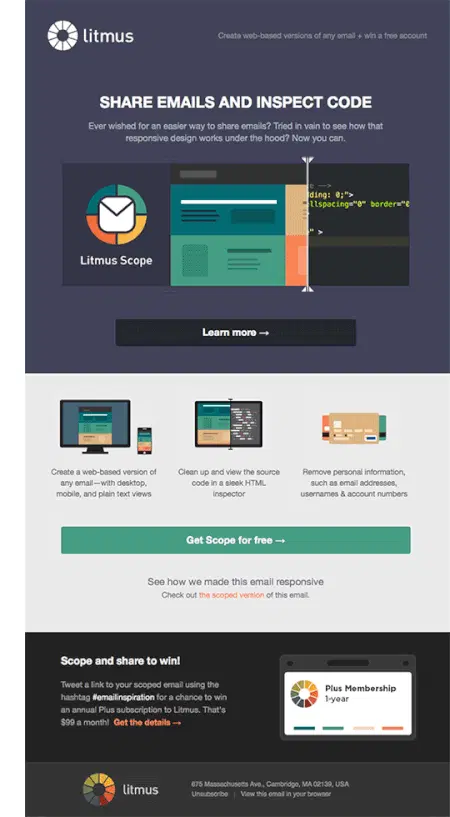 litmus
Create web-based versions of any email + win a free account
SHARE EMAILS AND INSPECT CODE
Ever wished for an easier way to share emails? Tried in vain to see how that
responsive design works under the hood? Now you can.
-->
dding: 0;">
ellspacing="0" border="0
" >
Litmus Scope
Learn more →
Create a web-based version of
any email—with desktop,
mobile, and plain text views
Clean up and view the source
code in a sleek HTML
inspector
Remove personal information,
such as email addresses,
usernames & account numbers
Get Scope for free →
See how we made this email responsive
Check out the scoped version of this email.
Scope and share to win!
Tweet a link to your scoped email using the
hashtag #emailinspiration for a chance to win
an annual Plus subscription to Litmus. That's
$99 a month! Get the details →
Plus Membership
1-year
litmus
675 Massachusetts Ave., Cambridge, MA 02139, USA
Unsubscribe | View this email in your browser